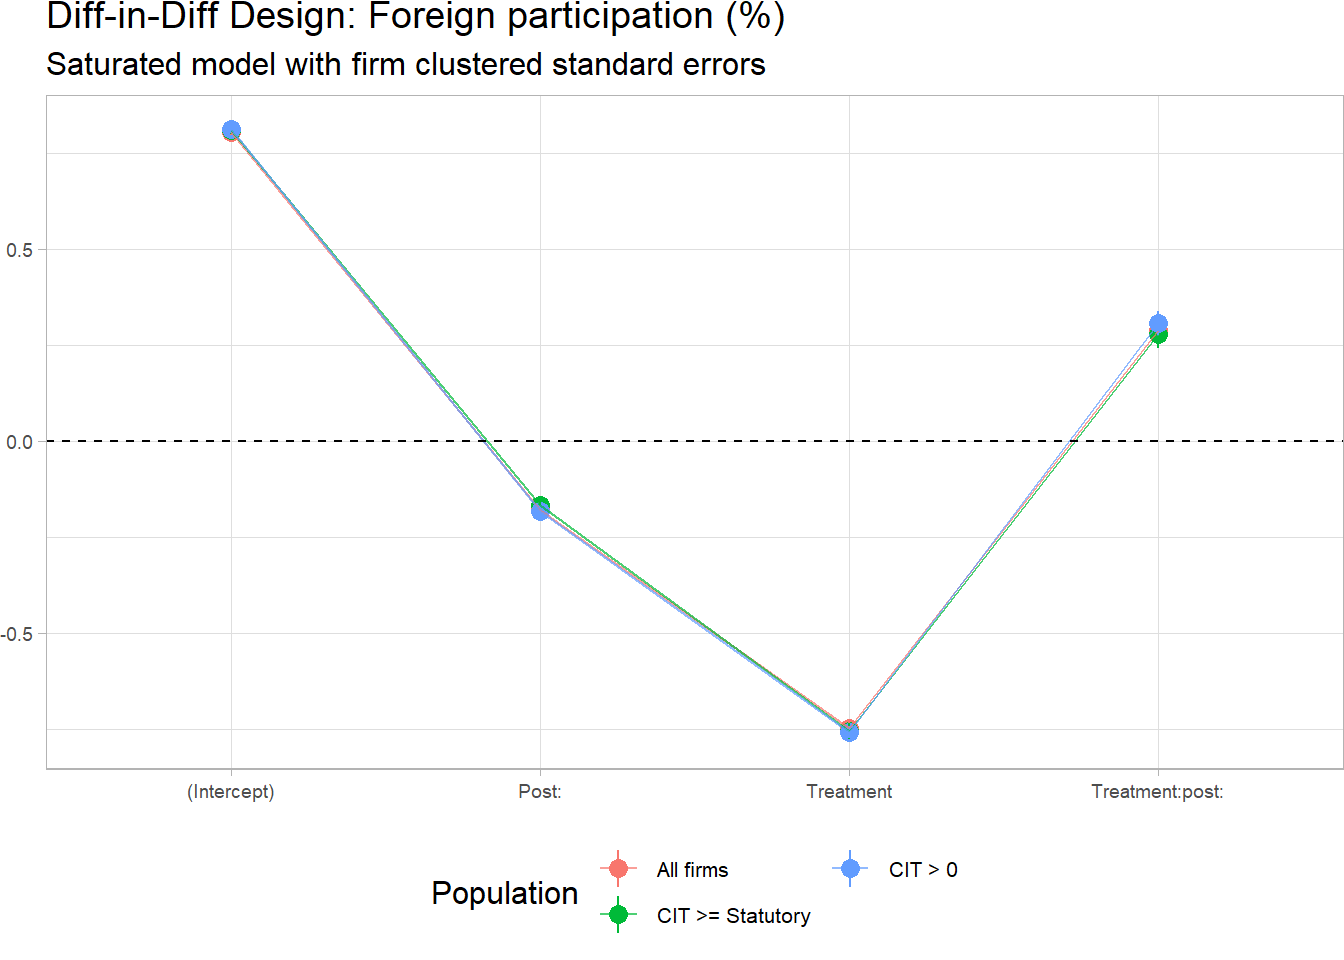 Diff-in-Diff Design: Foreign participation (%)
Saturated model with firm clustered standard errors
0.5
0.0
-0.5
(Intercept)
Post:
Treatment
Treatment:post:
Population
All firms
CIT > 0
CIT >= Statutory